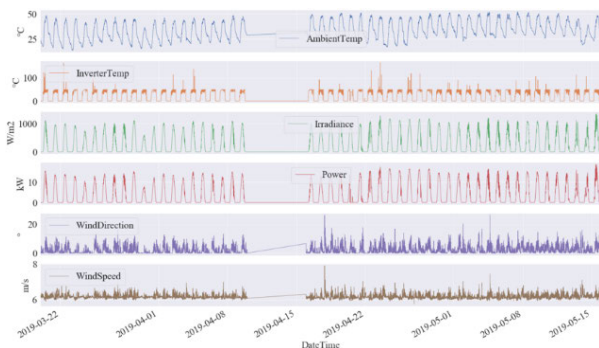 50
25
°C
AmbientTemp
InverterTemp
100
0
°C
1000
0
W/m2
Irradiance
10
0
kW
Power
20
0
°
WindDirection
8
6
m/s
WindSpeed
2019-03-22
2019-04-01
2019-04-08
2019-04-15
2019-04-22
2019-05-01
2019-05-08
2019-05-15
DateTime